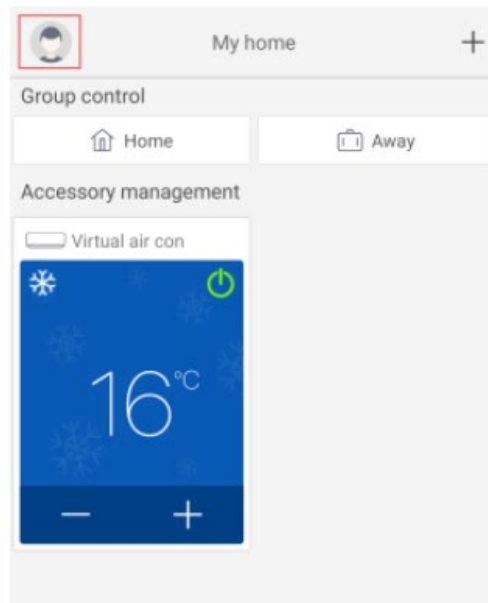 My home
Group control
Home
Away
Accessory management
Virtual air con
16°C